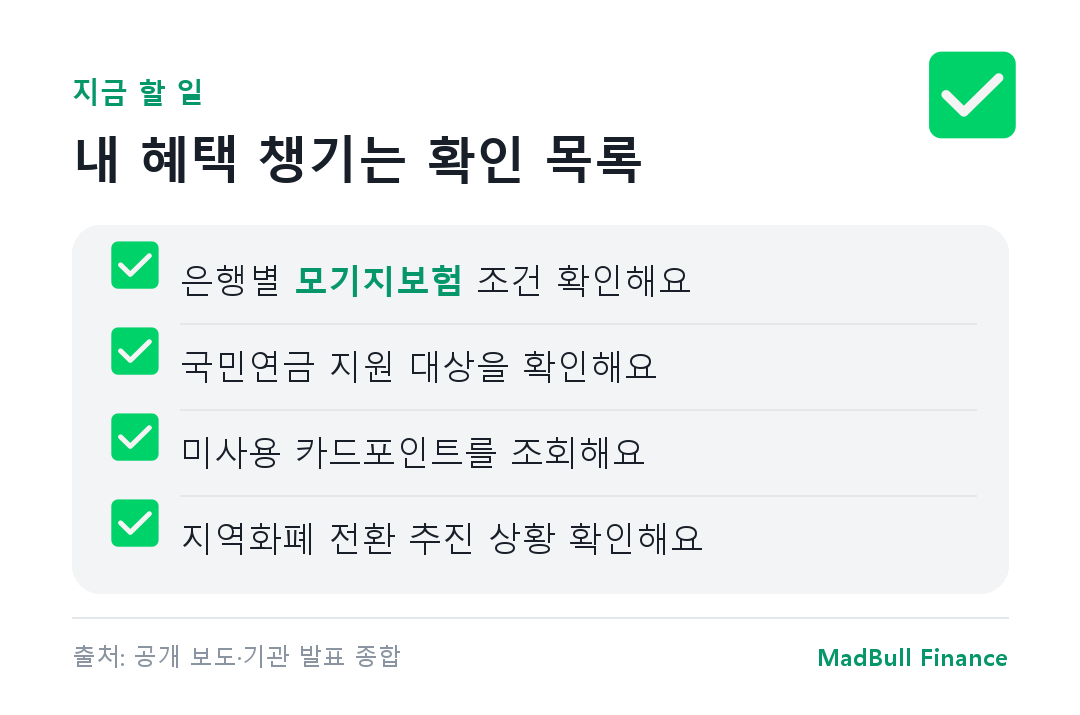 지금 할 일
내 혜택 챙기는 확인 목록
은행별 모기지보험 조건 확인해요
국민연금 지원 대상을 확인해요
미사용 카드포인트를 조회해요
지역화폐 전환 추진 상황 확인해요
출처: 공개 보도·기관 발표 종합
MadBull Finance